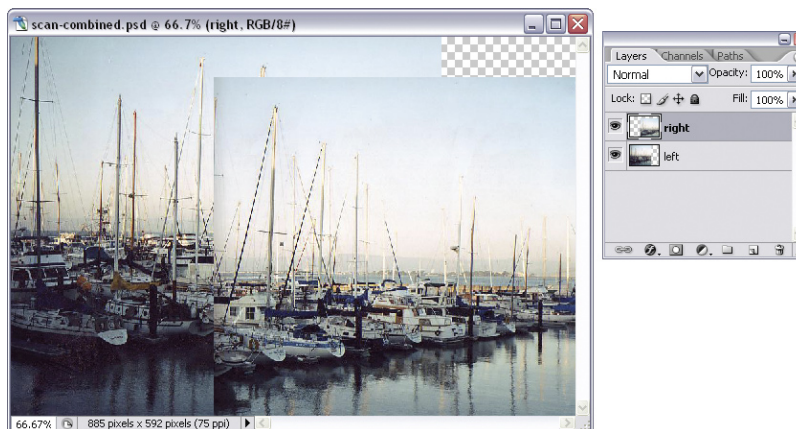 scan-combined.psd @ 66.7% (right, RGB/8#)
66.67% 885 pixels x 592 pixels (75 ppi)
Layers Channels Paths
Normal Opacity: 100%
Lock: Fill: 100%
right
left